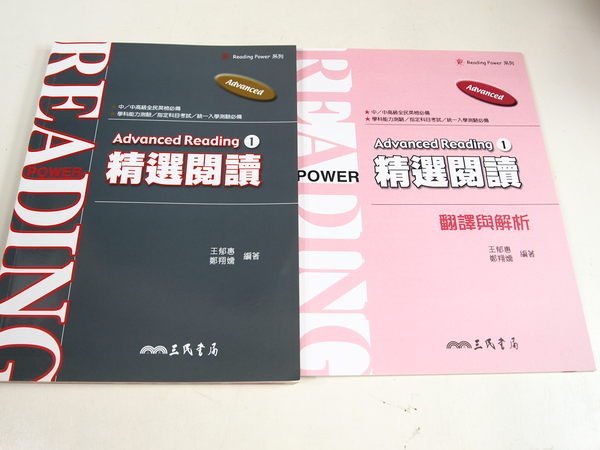 READING
POWER
Reading Power 系列
Advanced
中／中高級全民英檢必備
學科能力測驗／指定科目考試／統一入學測驗必備
Advanced Reading 1
精選閱讀
王郁惠
鄭翔嬪
編著
三民書局
READING
POWER
Reading Power 系列
Advanced
★ 中／中高級全民英檢必備
★ 學科能力測驗／指定科目考試／統一入學測驗必備
Advanced Reading 1
精選閱讀
翻譯與解析
王郁惠
鄭翔嬪
編著
三民書局